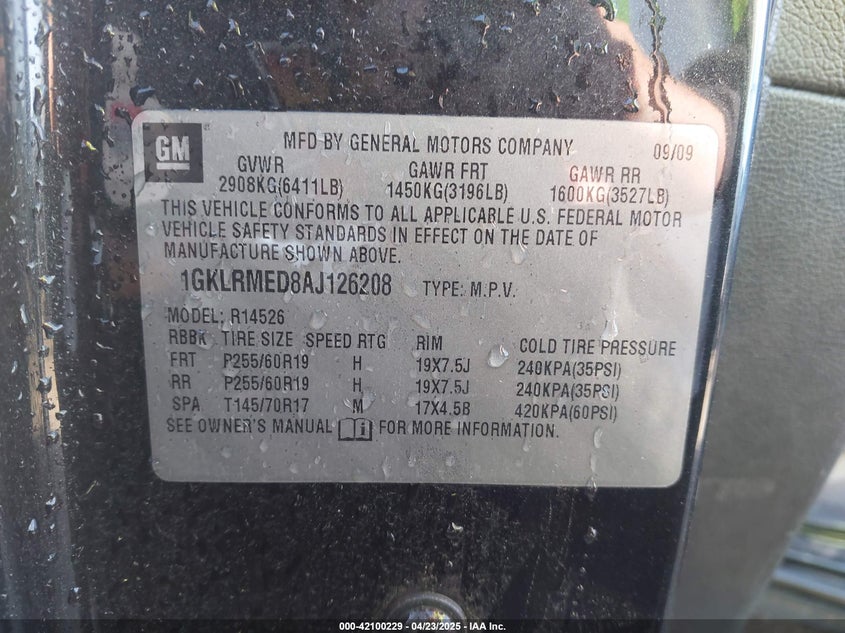 GM
MFD BY GENERAL MOTORS COMPANY 09/09
GVWR GAWR FRT GAWR RR
2908KG(6411LB) 1450KG(3196LB) 1600KG(3527LB)
THIS VEHICLE CONFORMS TO ALL APPLICABLE U.S. FEDERAL MOTOR
VEHICLE SAFETY STANDARDS IN EFFECT ON THE DATE OF
MANUFACTURE SHOWN ABOVE.
1GKLRMED8AJ126208 TYPE: M.P.V.
MODEL: R14526
RBBK TIRE SIZE SPEED RTG RIM COLD TIRE PRESSURE
FRT P255/60R19 H 19X7.5J 240KPA(35PSI)
RR P255/60R19 H 19X7.5J 240KPA(35PSI)
SPA T145/70R17 M 17X4.5B 420KPA(60PSI)
SEE OWNER'S MANUAL FOR MORE INFORMATION.
000-42100229 - 04/23/2025 - IAA Inc.